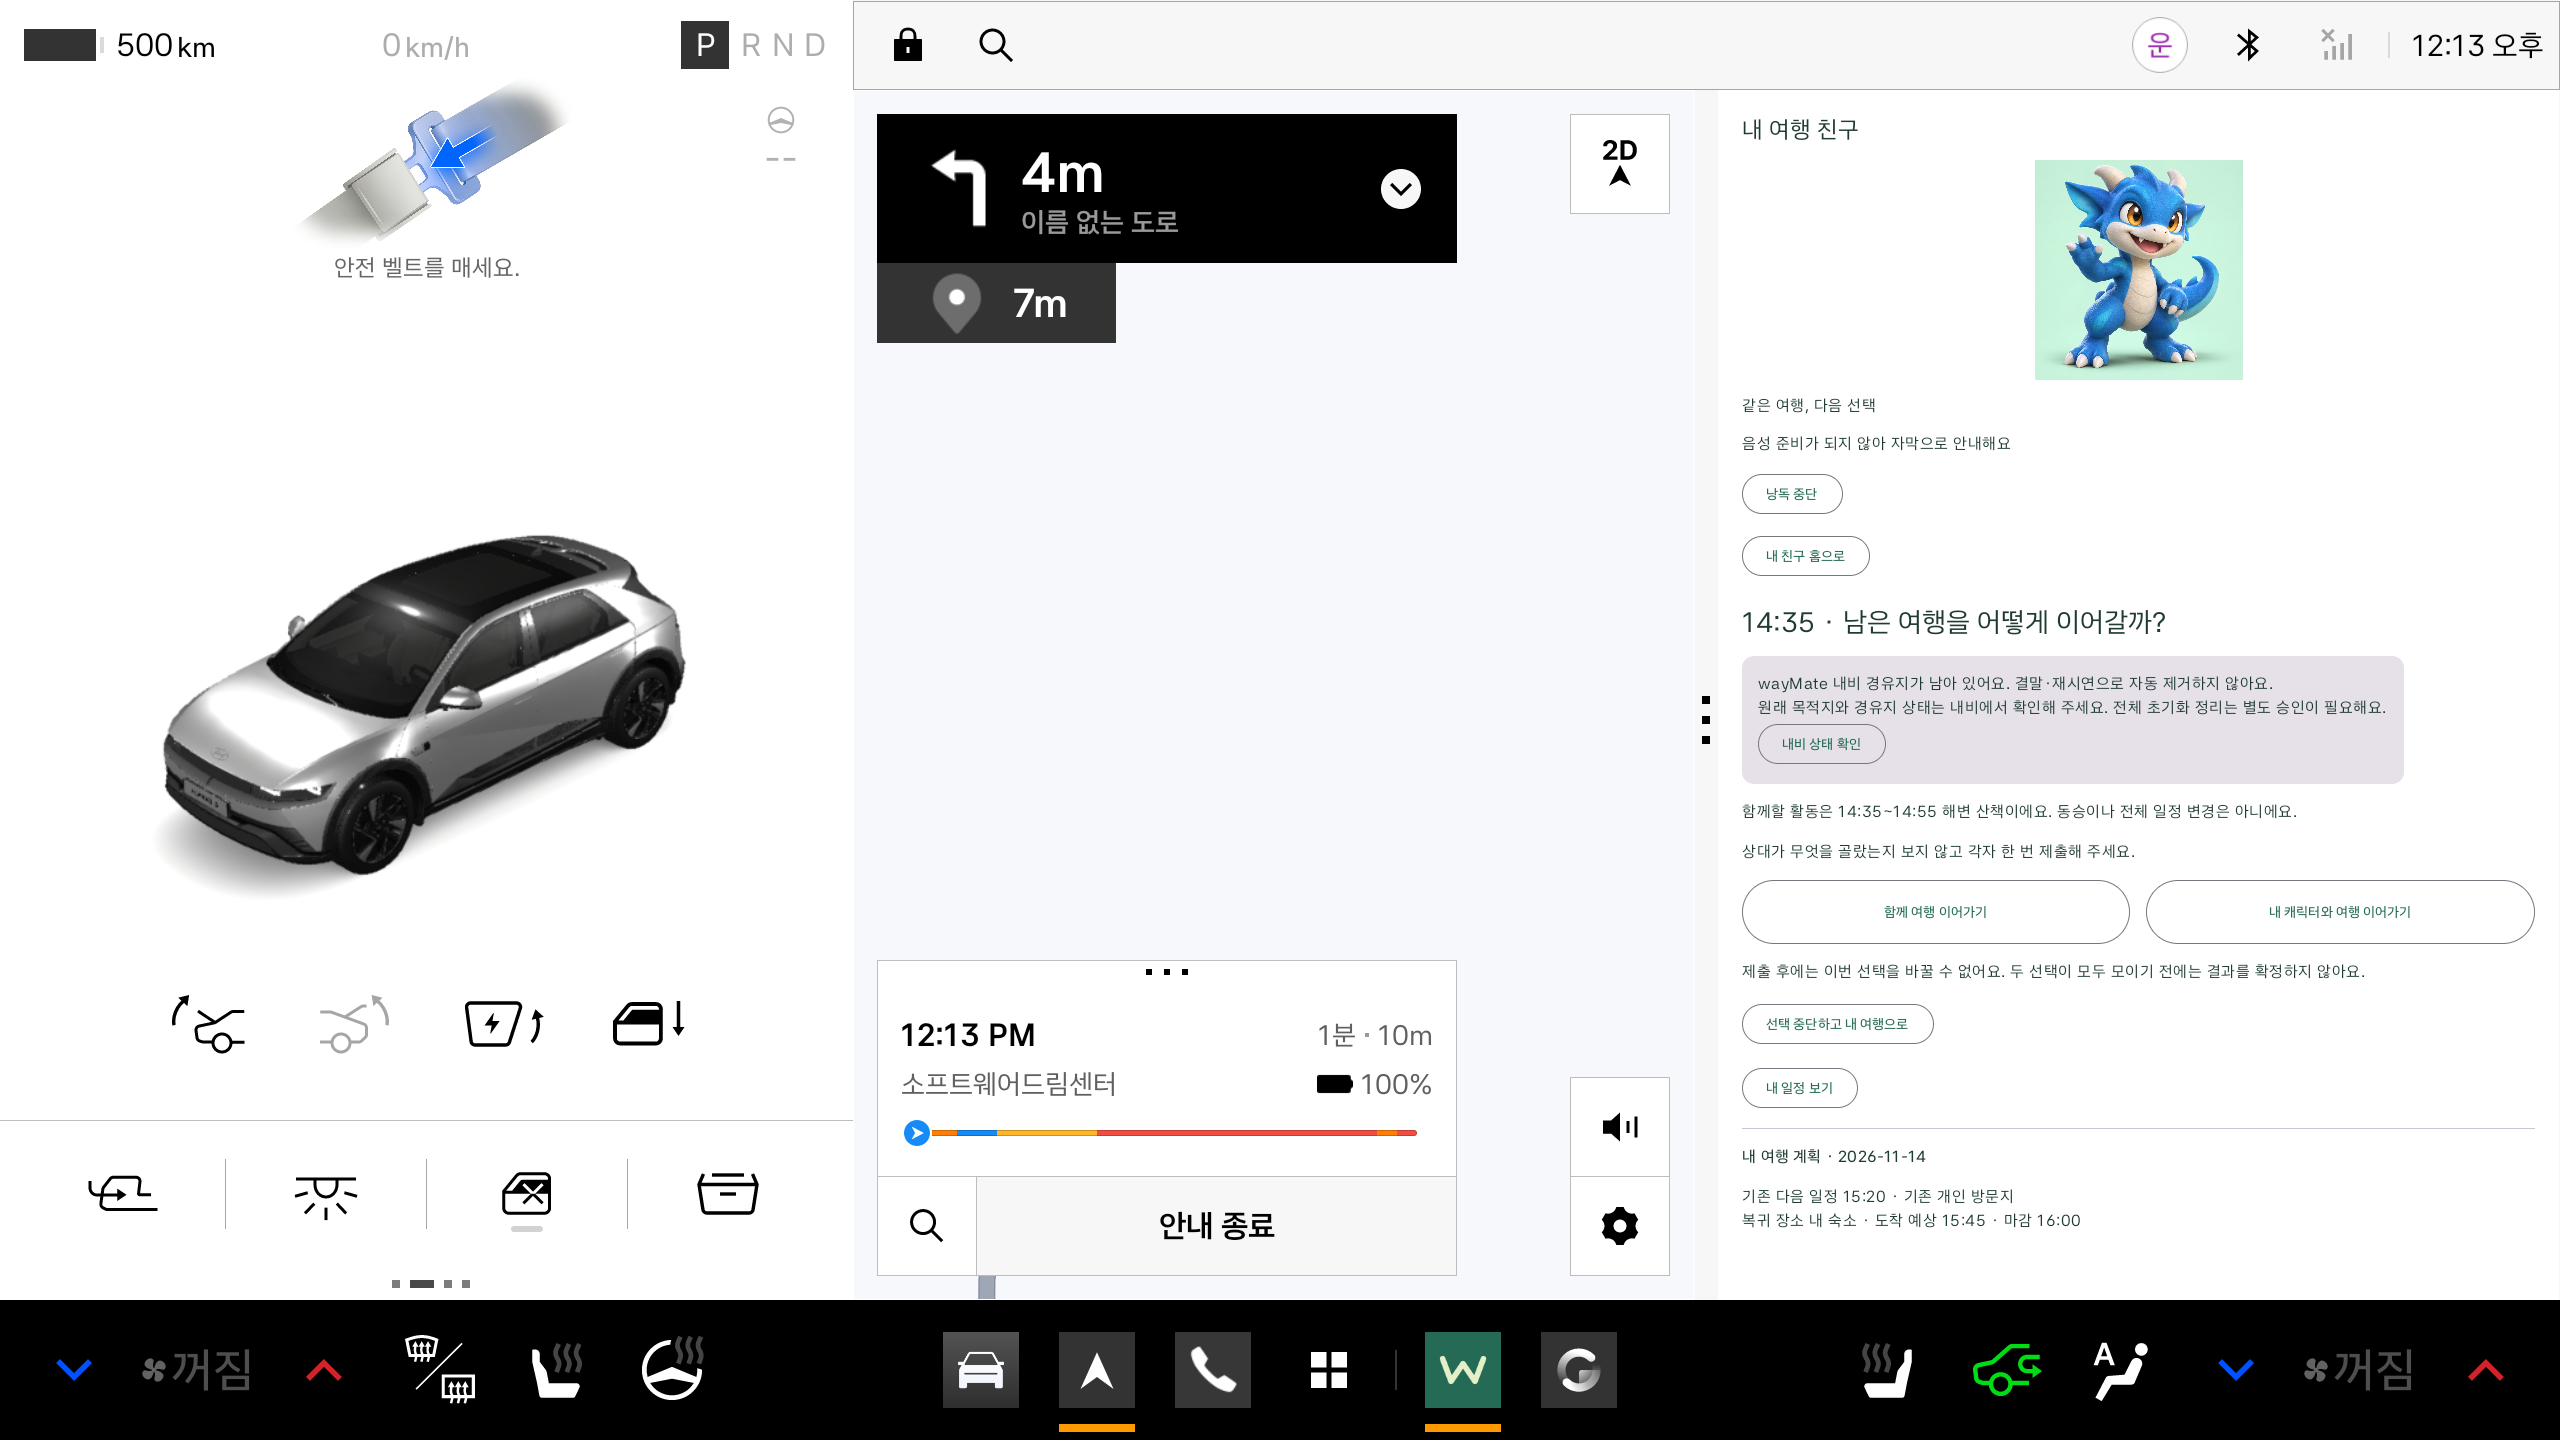 500 km
0 km/h
P R N D
안전 벨트를 매세요.
운
12:13 오후
4m
이름 없는 도로
7m
2D
12:13 PM
1분 · 10m
소프트웨어드림센터
100%
안내 종료
내 여행 친구
같은 여행, 다음 선택
음성 준비가 되지 않아 자막으로 안내해요
낭독 중단
내 친구 홈으로
14:35 · 남은 여행을 어떻게 이어갈까?
wayMate 내비 경유지가 남아 있어요. 결말·재시연으로 자동 제거하지 않아요.
원래 목적지와 경유지 상태는 내비에서 확인해 주세요. 전체 초기화 정리는 별도 승인이 필요해요.
내비 상태 확인
함께할 활동은 14:35~14:55 해변 산책이에요. 동승이나 전체 일정 변경은 아니에요.
상대가 무엇을 골랐는지 보지 않고 각자 한 번 제출해 주세요.
함께 여행 이어가기
내 캐릭터와 여행 이어가기
제출 후에는 이번 선택을 바꿀 수 없어요. 두 선택이 모두 모이기 전에는 결과를 확정하지 않아요.
선택 중단하고 내 여행으로
내 일정 보기
내 여행 계획 · 2026-11-14
기존 다음 일정 15:20 · 기존 개인 방문지
복귀 장소 내 숙소 · 도착 예상 15:45 · 마감 16:00
꺼짐
W
G
A
꺼짐